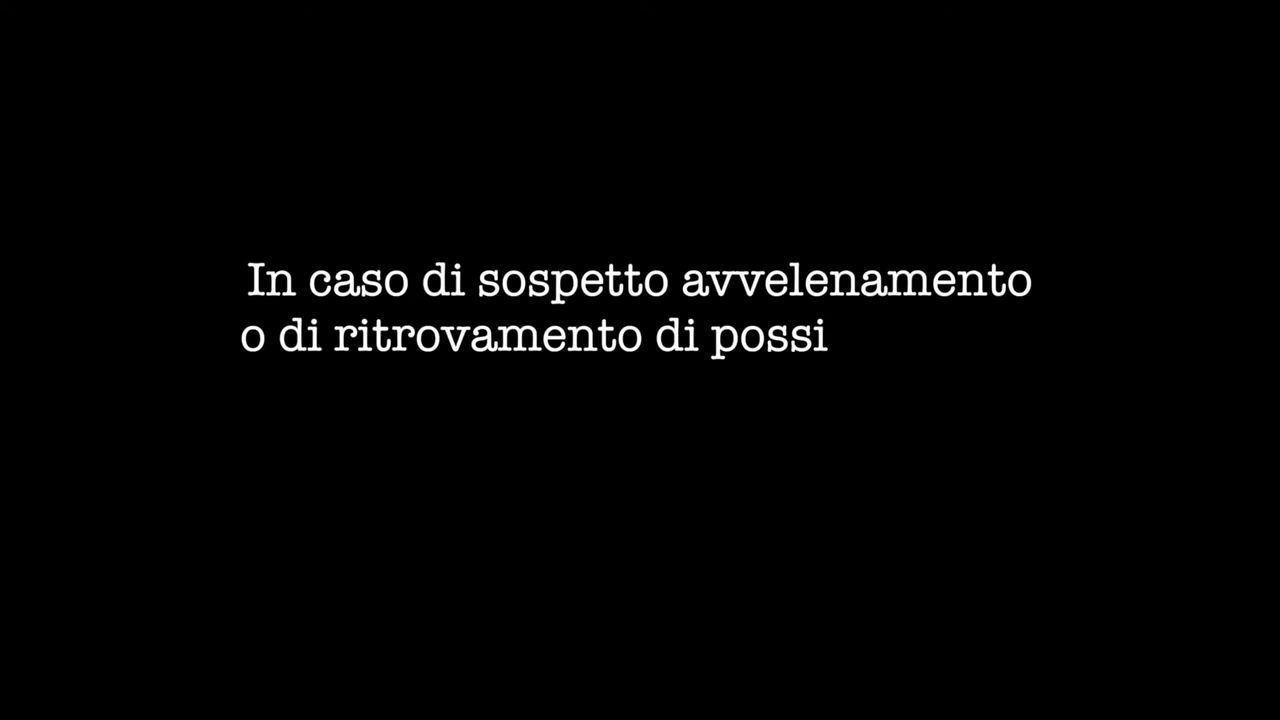 In caso di sospetto avvelenamento
o di ritrovamento di possi